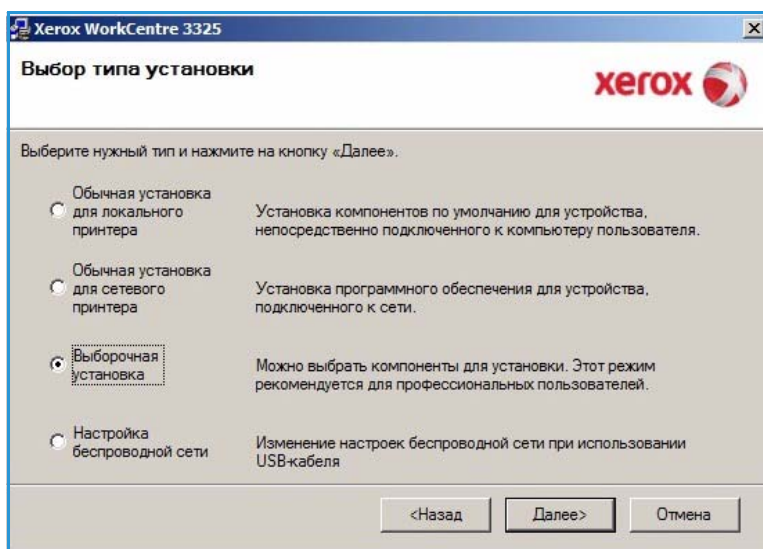 Xerox WorkCentre 3325
Выбор типа установки
xerox
Выберите нужный тип и нажмите на кнопку «Далее».
Обычная установка
для локального
принтера
Установка компонентов по умолчанию для устройства,
непосредственно подключенного к компьютеру пользователя.
Обычная установка
для сетевого
принтера
Установка программного обеспечения для устройства,
подключенного к сети.
Выборочная
установка
Можно выбрать компоненты для установки. Этот режим
рекомендуется для профессиональных пользователей.
Настройка
беспроводной сети
Изменение настроек беспроводной сети при использовании
USB-кабеля
<Назад
Далее>
Отмена